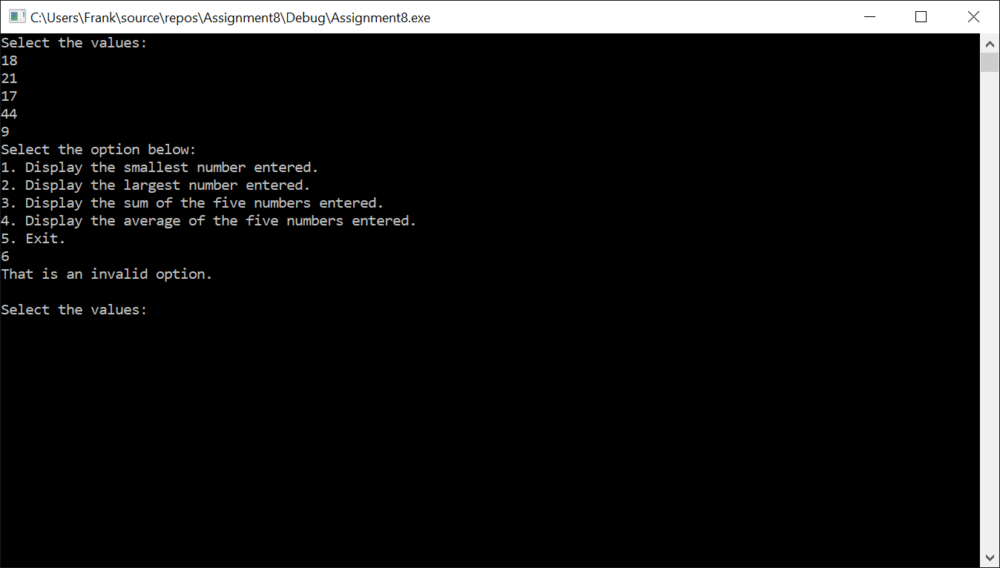 C:\Users\Frank\source\repos\Assignment8\Debug\Assignment8.exe
Select the values:
18
21
17
44
9
Select the option below:
1. Display the smallest number entered.
2. Display the largest number entered.
3. Display the sum of the five numbers entered.
4. Display the average of the five numbers entered.
5. Exit.
6
That is an invalid option.
Select the values: